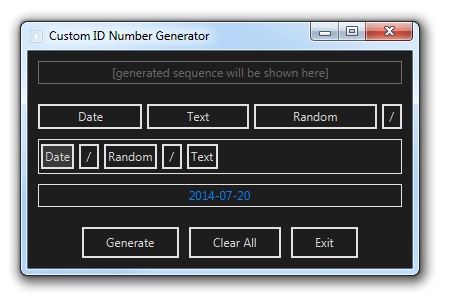 Custom ID Number Generator
[generated sequence will be shown here]
Date Text Random /
Date / Random / Text
2014-07-20
Generate Clear All Exit